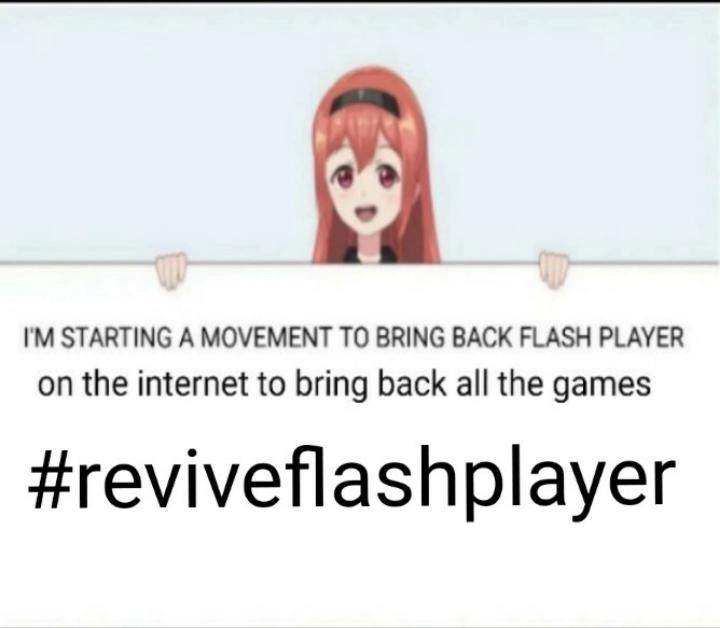 I'M STARTING A MOVEMENT TO BRING BACK FLASH PLAYER
on the internet to bring back all the games
#reviveflashplayer